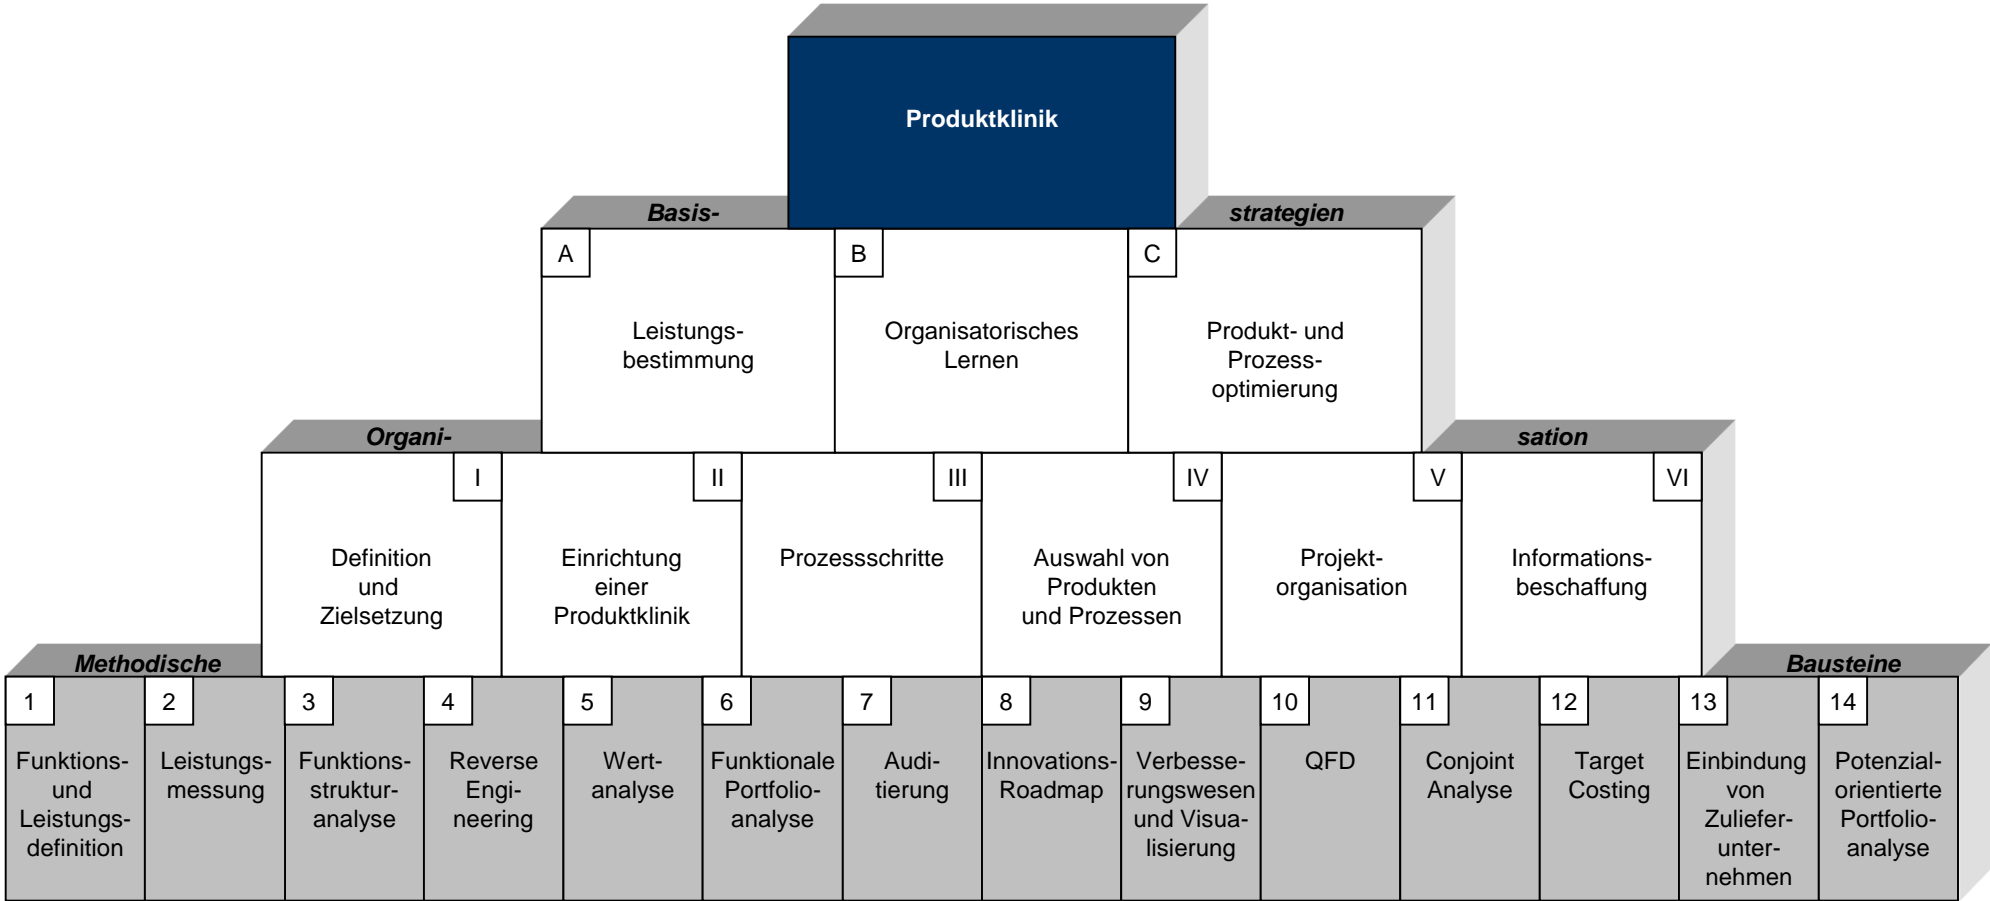 Produktklinik
Basis-
strategien
A
Leistungs-
bestimmung
B
Organisatorisches
Lernen
C
Produkt- und
Prozess-
optimierung
Organi-
sation
I
Definition
und
Zielsetzung
II
Einrichtung
einer
Produktklinik
III
Prozessschritte
IV
Auswahl von
Produkten
und Prozessen
V
Projekt-
organisation
VI
Informations-
beschaffung
Methodische
Bausteine
1
Funktions-
und
Leistungs-
definition
2
Leistungs-
messung
3
Funktions-
struktur-
analyse
4
Reverse
Engi-
neering
5
Wert-
analyse
6
Funktionale
Portfolio-
analyse
7
Audi-
tierung
8
Innovations-
Roadmap
9
Verbesse-
rungswesen
und Visua-
lisierung
10
QFD
11
Conjoint
Analyse
12
Target
Costing
13
Einbindung
von
Zuliefer-
unter-
nehmen
14
Potenzial-
orientierte
Portfolio-
analyse